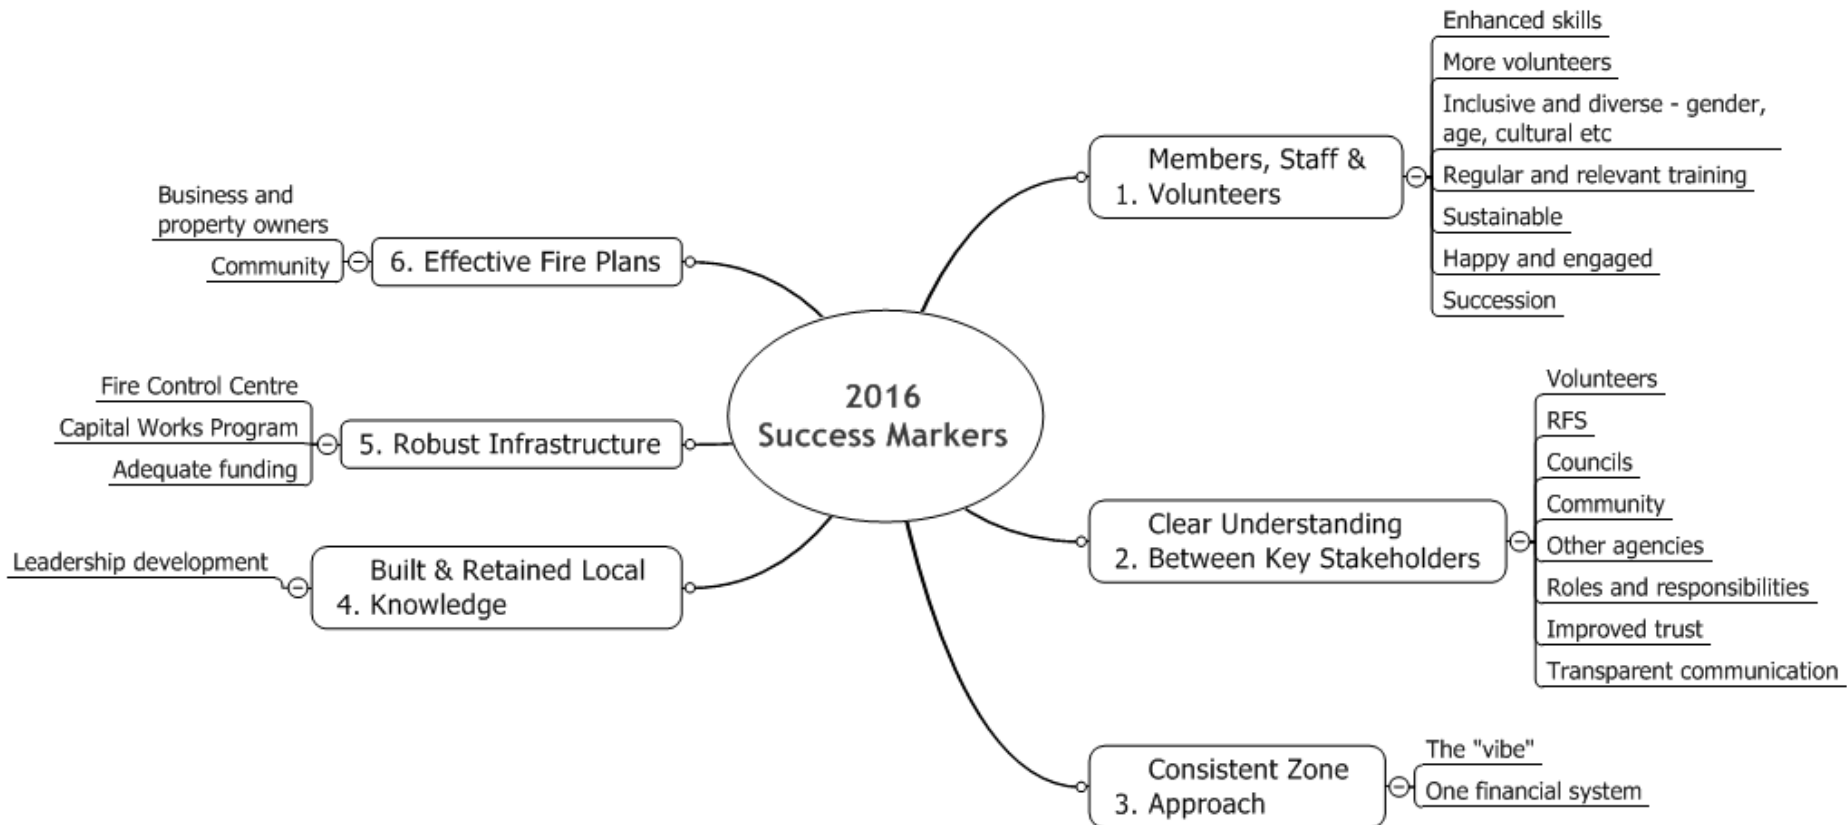 2016
Success Markers
Members, Staff &
1. Volunteers
Enhanced skills
More volunteers
Inclusive and diverse - gender,
age, cultural etc
Regular and relevant training
Sustainable
Happy and engaged
Succession
Clear Understanding
2. Between Key Stakeholders
Volunteers
RFS
Councils
Community
Other agencies
Roles and responsibilities
Improved trust
Transparent communication
Consistent Zone
3. Approach
The "vibe"
One financial system
Built & Retained Local
4. Knowledge
Leadership development
5. Robust Infrastructure
Fire Control Centre
Capital Works Program
Adequate funding
6. Effective Fire Plans
Business and
property owners
Community